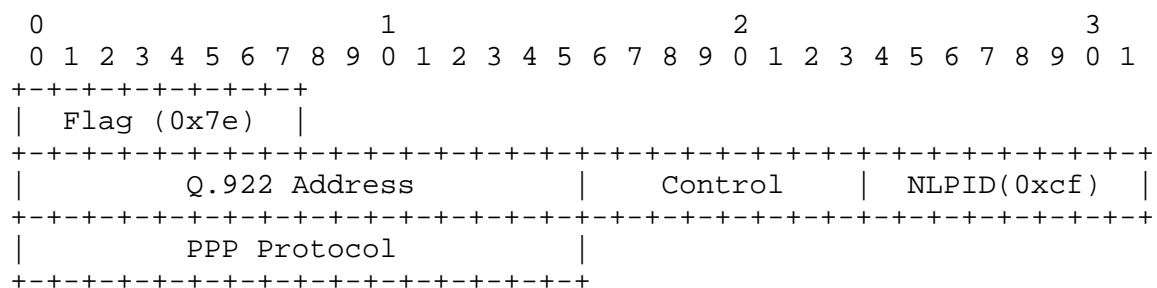 0                   1                   2                   3
 0 1 2 3 4 5 6 7 8 9 0 1 2 3 4 5 6 7 8 9 0 1 2 3 4 5 6 7 8 9 0 1
+-+-+-+-+-+-+-+-+
|  Flag (0x7e)  |
+-+-+-+-+-+-+-+-+-+-+-+-+-+-+-+-+-+-+-+-+-+-+-+-+-+-+-+-+-+-+-+-+
|         Q.922 Address         |    Control    |  NLPID(0xcf)  |
+-+-+-+-+-+-+-+-+-+-+-+-+-+-+-+-+-+-+-+-+-+-+-+-+-+-+-+-+-+-+-+-+
|         PPP Protocol          |
+-+-+-+-+-+-+-+-+-+-+-+-+-+-+-+-+